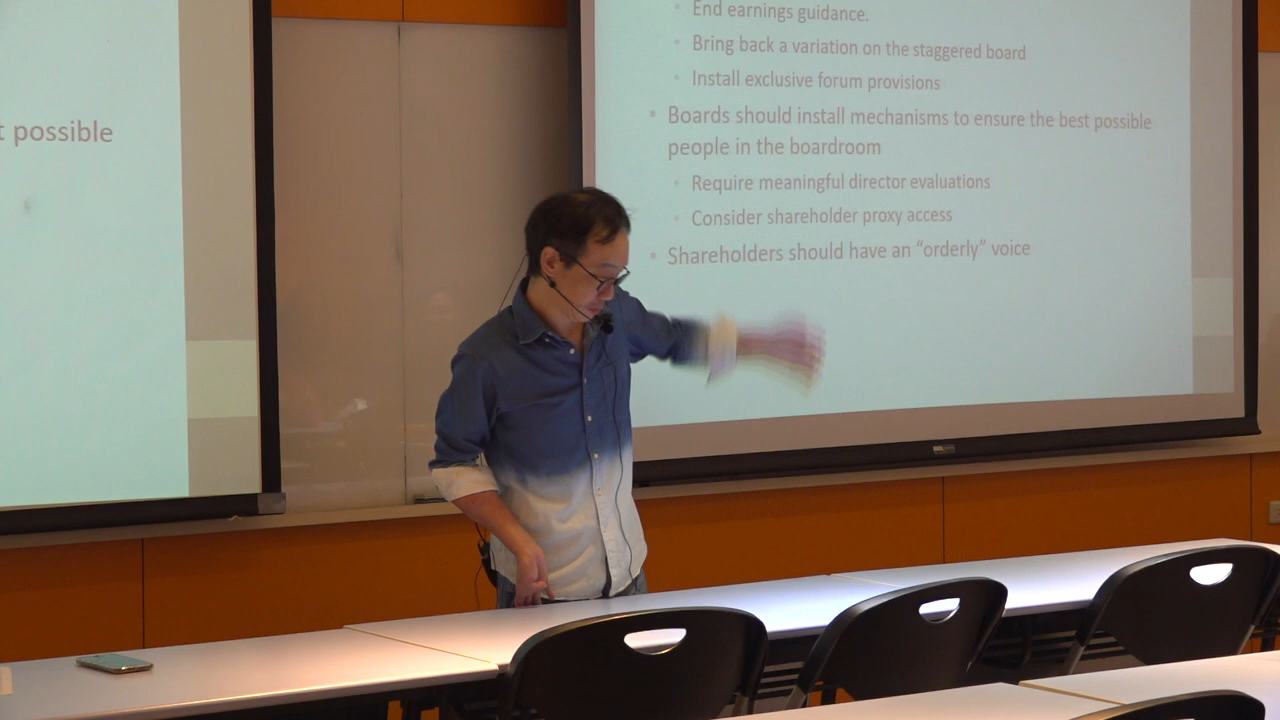 t possible
End earnings guidance.
Bring back a variation on the staggered board
Install exclusive forum provisions
Boards should install mechanisms to ensure the best possible
people in the boardroom
Require meaningful director evaluations
Consider shareholder proxy access
Shareholders should have an “orderly” voice